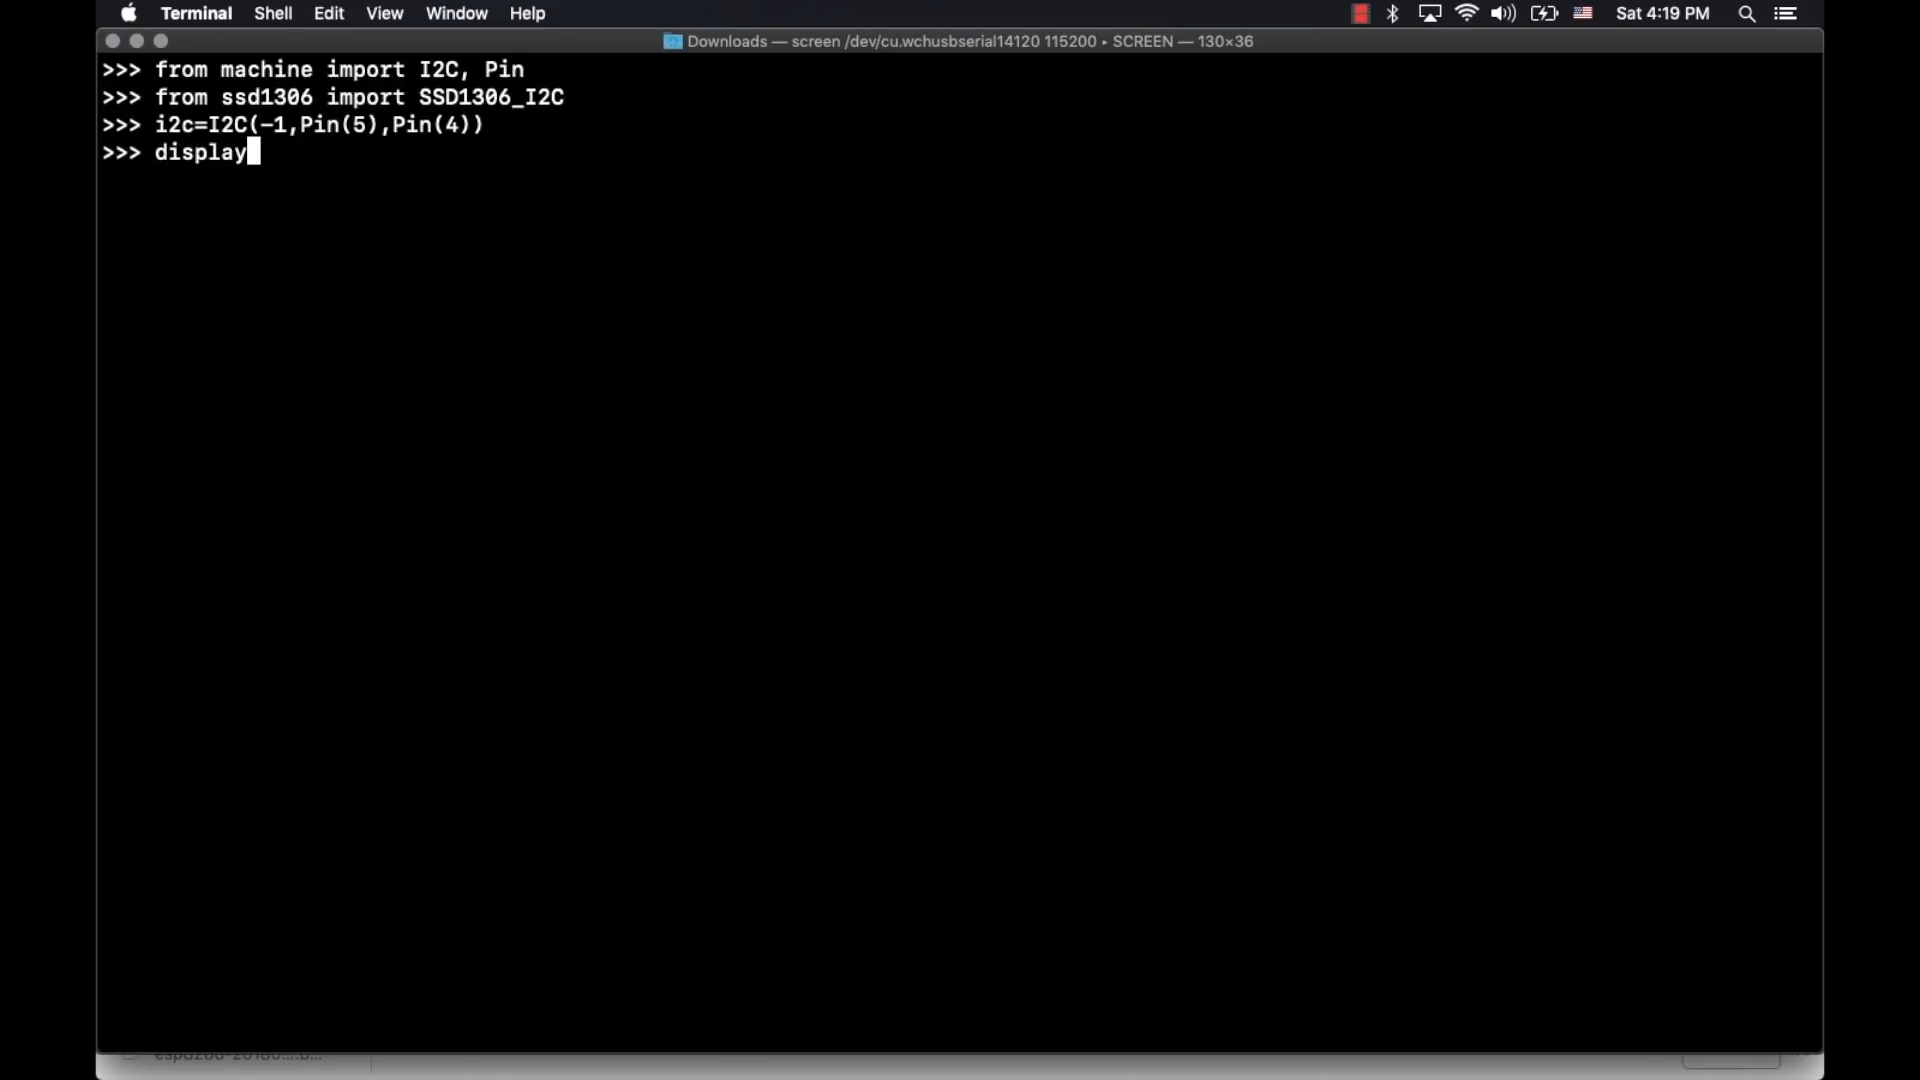 Terminal Shell Edit View Window Help Sat 4:19 PM
Downloads — screen /dev/cu.wchusbserial14120 115200 ▸ SCREEN — 130×36
>>> from machine import I2C, Pin
>>> from ssd1306 import SSD1306_I2C
>>> i2c=I2C(-1,Pin(5),Pin(4))
>>> display